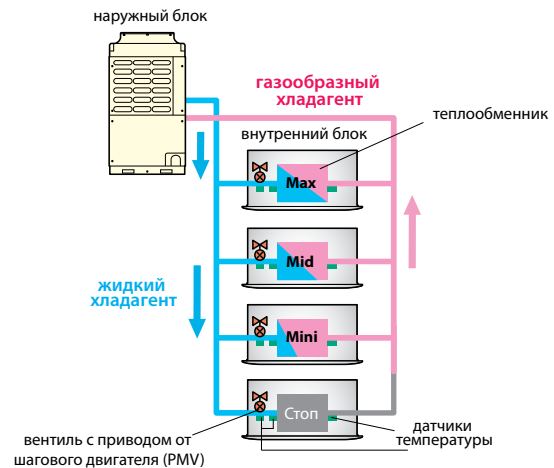 наружный блок
газообразный
хладагент
теплообменник
внутренний блок
Max
Mid
жидкий
хладагент
Mini
Стоп
датчики
температуры
вентиль с приводом от
шагового двигателя (PMV)